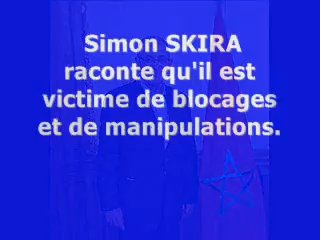 Simon SKIRA
raconte qu'il est
victime de blocages
et de manipulations.